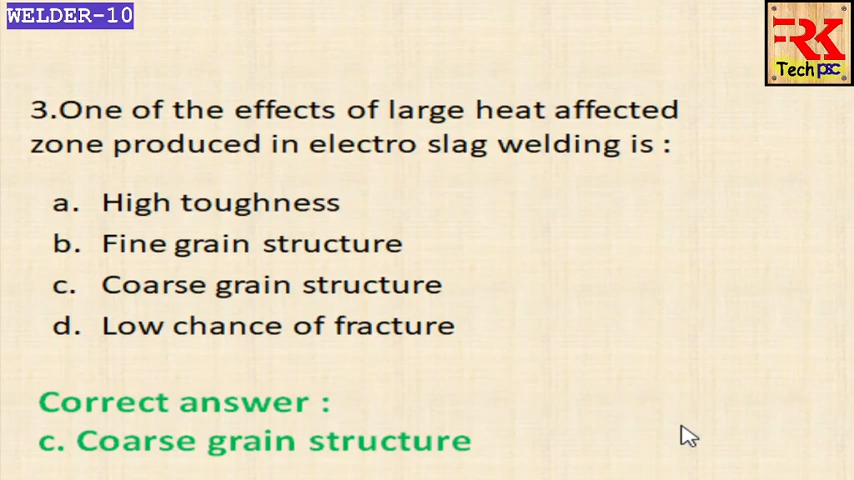 WELDER-10
RK
Tech psc
3.One of the effects of large heat affected
zone produced in electro slag welding is :
a. High toughness
b. Fine grain structure
c. Coarse grain structure
d. Low chance of fracture
Correct answer :
c. Coarse grain structure